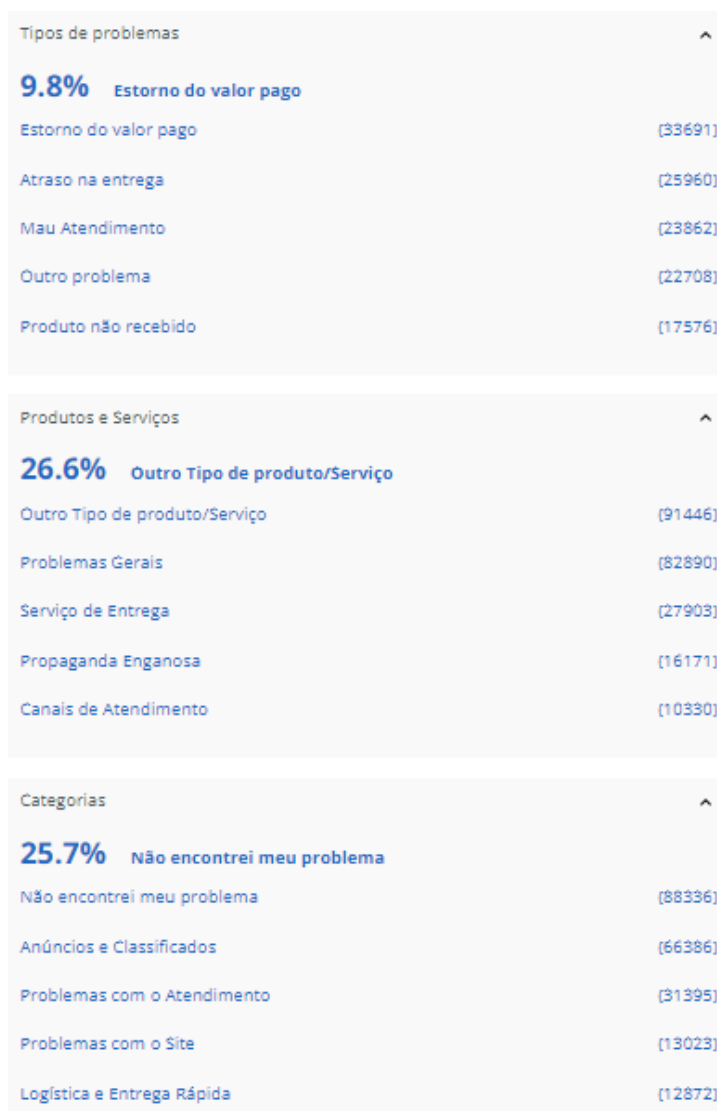 Tipos de problemas
9.8% Estorno do valor pago
Estorno do valor pago (33691)
Atraso na entrega (25960)
Mau Atendimento (23862)
Outro problema (22708)
Produto não recebido (17576)
Produtos e Serviços
26.6% Outro Tipo de produto/Serviço
Outro Tipo de produto/Serviço (91446)
Problemas Gerais (82890)
Serviço de Entrega (27903)
Propaganda Enganosa (16171)
Canais de Atendimento (10330)
Categorias
25.7% Não encontrei meu problema
Não encontrei meu problema (88336)
Anúncios e Classificados (66386)
Problemas com o Atendimento (31395)
Problemas com o Site (13023)
Logística e Entrega Rápida (12872)